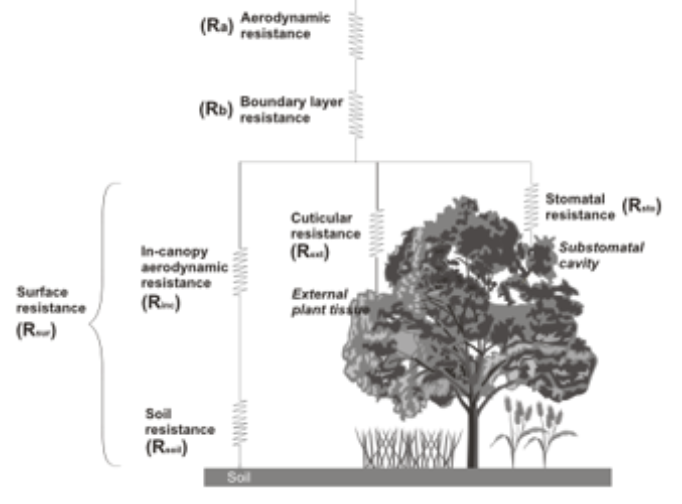 (Ra) Aerodynamic
resistance
(Rb) Boundary layer
resistance
Cuticular
resistance
(Rext)
External
plant tissue
Stomatal
resistance (Rsto)
Substomatal
cavity
In-canopy
aerodynamic
resistance
(Rinc)
Surface
resistance
(Rsur)
Soil
resistance
(Rsoil)
Soil